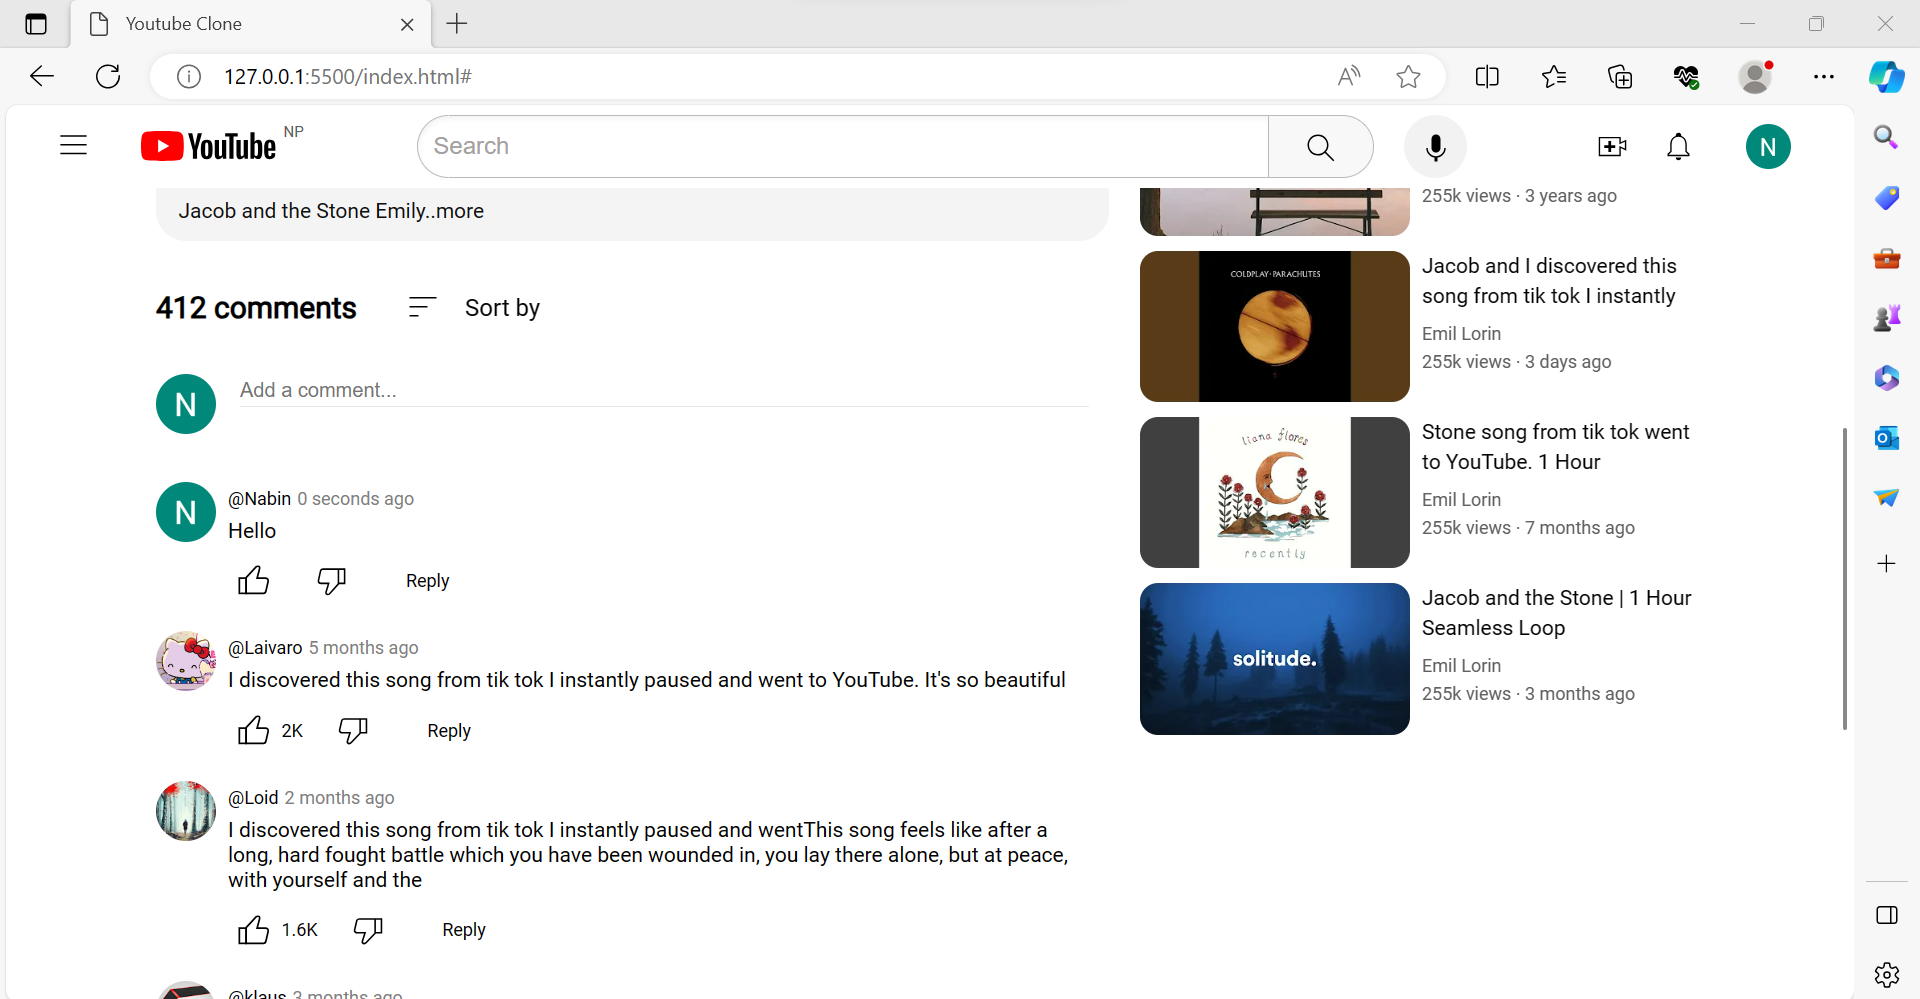 Youtube Clone
127.0.0.1:5500/index.html#
YouTube NP
Search
N
Jacob and the Stone Emily..more
412 comments
Sort by
N
Add a comment...
N
@Nabin 0 seconds ago
Hello
Reply
@Laivaro 5 months ago
I discovered this song from tik tok I instantly paused and went to YouTube. It's so beautiful
2K
Reply
@Loid 2 months ago
I discovered this song from tik tok I instantly paused and wentThis song feels like after a
long, hard fought battle which you have been wounded in, you lay there alone, but at peace,
with yourself and the
1.6K
Reply
@klaus 3 months ago
255k views · 3 years ago
COLDPLAY·PARACHUTES
Jacob and I discovered this
song from tik tok I instantly
Emil Lorin
255k views · 3 days ago
liana flores
recently
Stone song from tik tok went
to YouTube. 1 Hour
Emil Lorin
255k views · 7 months ago
solitude.
Jacob and the Stone | 1 Hour
Seamless Loop
Emil Lorin
255k views · 3 months ago